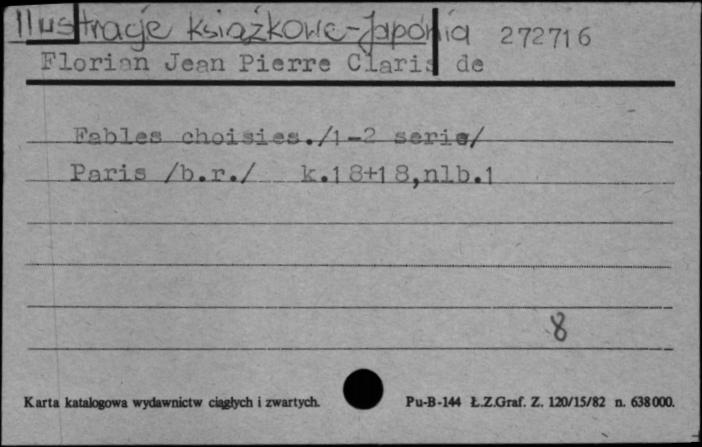 Ilustracje książkowe-Japonia 272716
Florian Jean Pierre Claris de
Fables choisies./1-2 serie/
Paris /b.r./ k.18+18,nlb.1
8
Karta katalogowa wydawnictw ciągłych i zwartych.
Pu-B-144 Ł.Z.Graf. Z. 120/15/82 n. 638000.